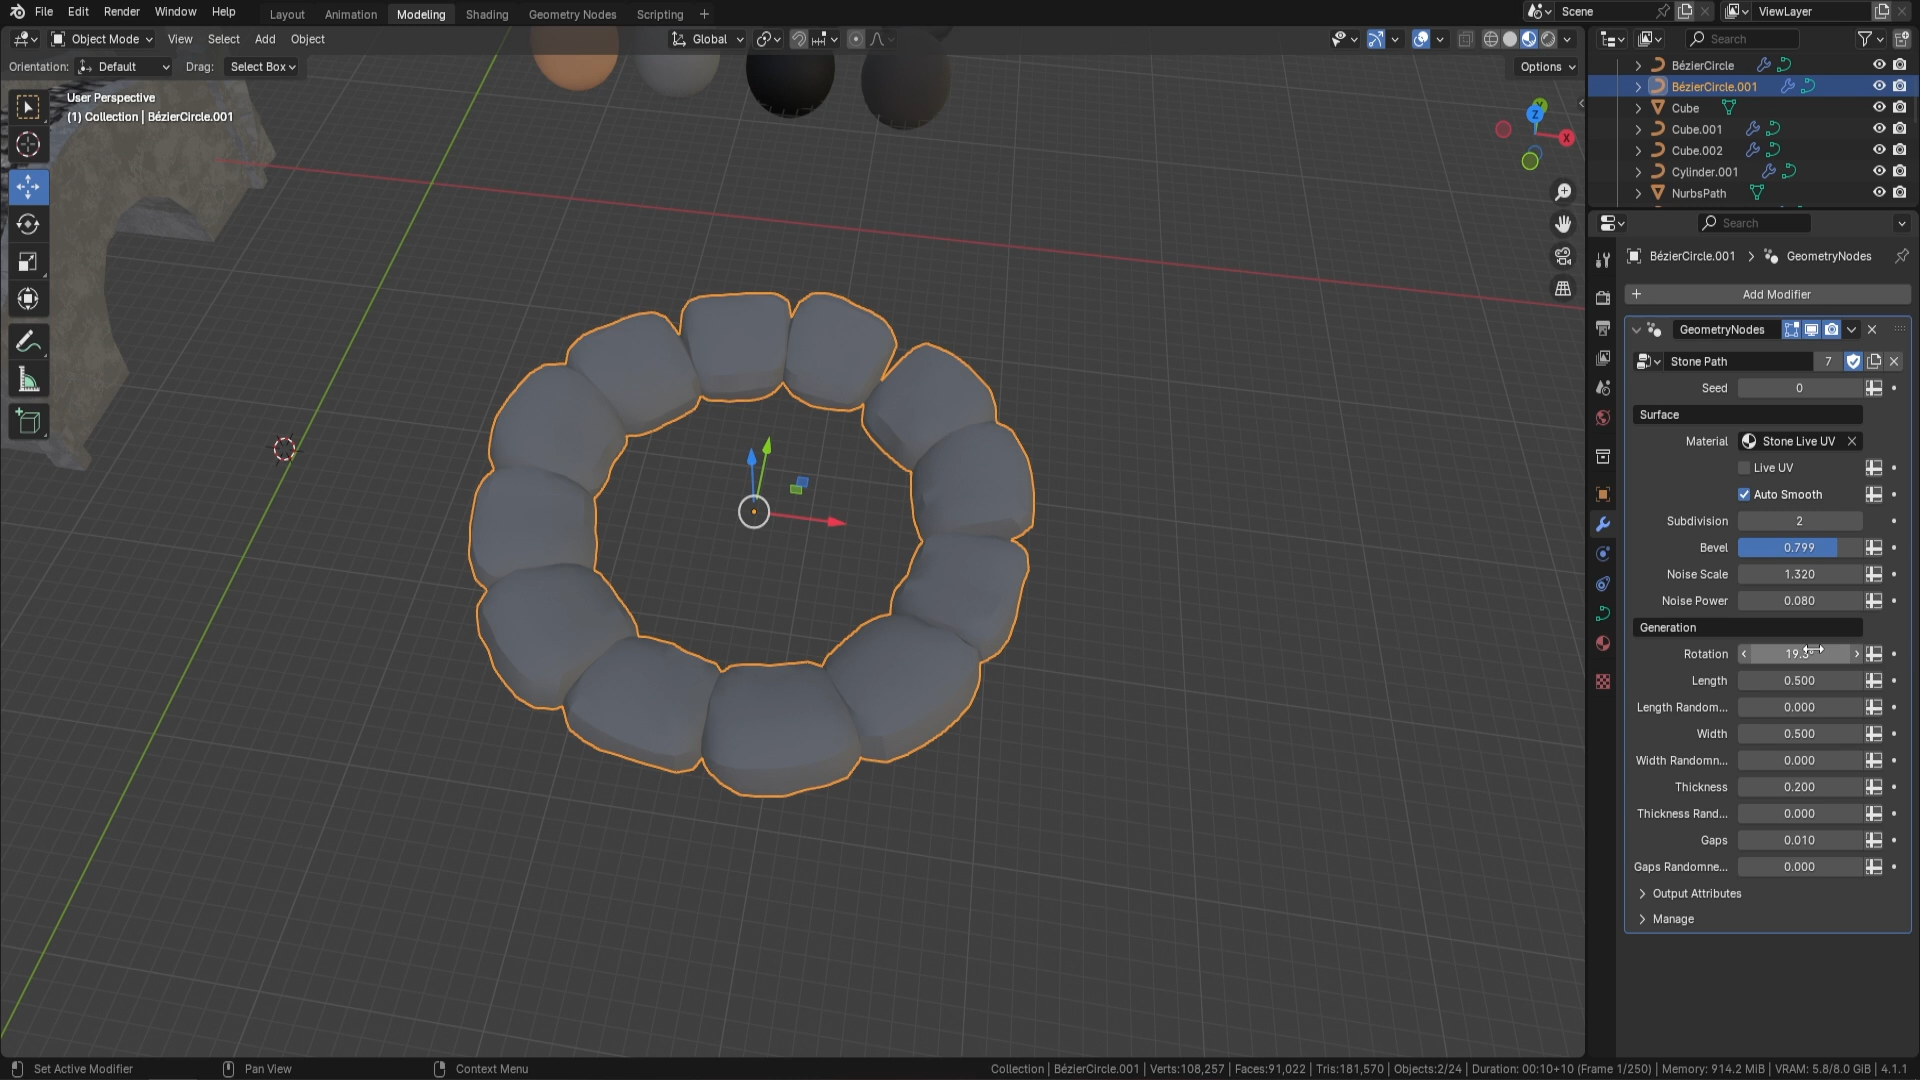 File Edit Render Window Help Layout Animation Modeling Shading Geometry Nodes Scripting + Scene ViewLayer
Object Mode View Select Add Object Global Search
Orientation: Default Drag: Select Box Options
User Perspective
(1) Collection | BézierCircle.001
Z
X
BézierCircle
BézierCircle.001
Cube
Cube.001
Cube.002
Cylinder.001
NurbsPath
Search
BézierCircle.001 > GeometryNodes
+ Add Modifier
GeometryNodes
Stone Path 7
Seed 0
Surface
Material Stone Live UV
Live UV
Auto Smooth
Subdivision 2
Bevel 0.799
Noise Scale 1.320
Noise Power 0.080
Generation
Rotation
Length 0.500
Length Random... 0.000
Width 0.500
Width Randomn... 0.000
Thickness 0.200
Thickness Rand... 0.000
Gaps 0.010
Gaps Randomne... 0.000
Output Attributes
Manage
Set Active Modifier Pan View Context Menu Collection | BézierCircle.001 | Verts:108,257 | Faces:91,022 | Tris:181,570 | Objects:2/24 | Duration: 00:10+10 (Frame 1/250) | Memory: 914.2 MiB | VRAM: 5.8/8.0 GiB | 4.1.1